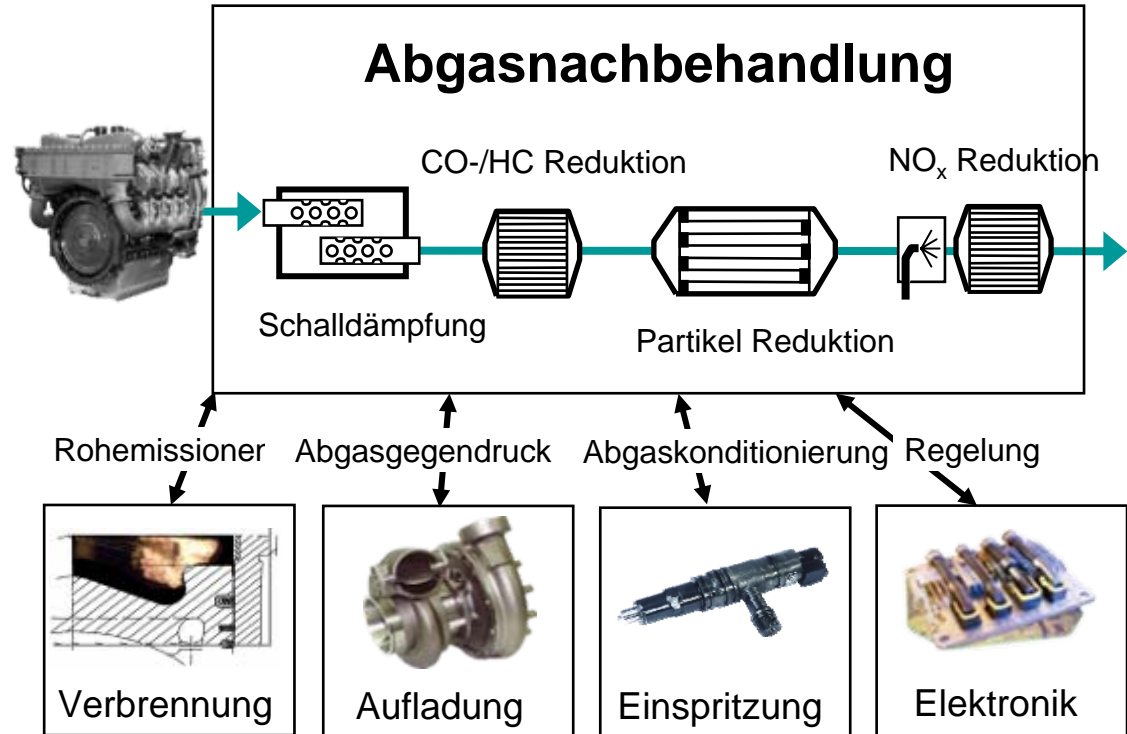 Abgasnachbehandlung
CO-/HC Reduktion
NOx Reduktion
Schalldämpfung
Partikel Reduktion
Rohemissioner
Abgasgegendruck
Abgaskonditionierung
Regelung
Verbrennung
Aufladung
Einspritzung
Elektronik